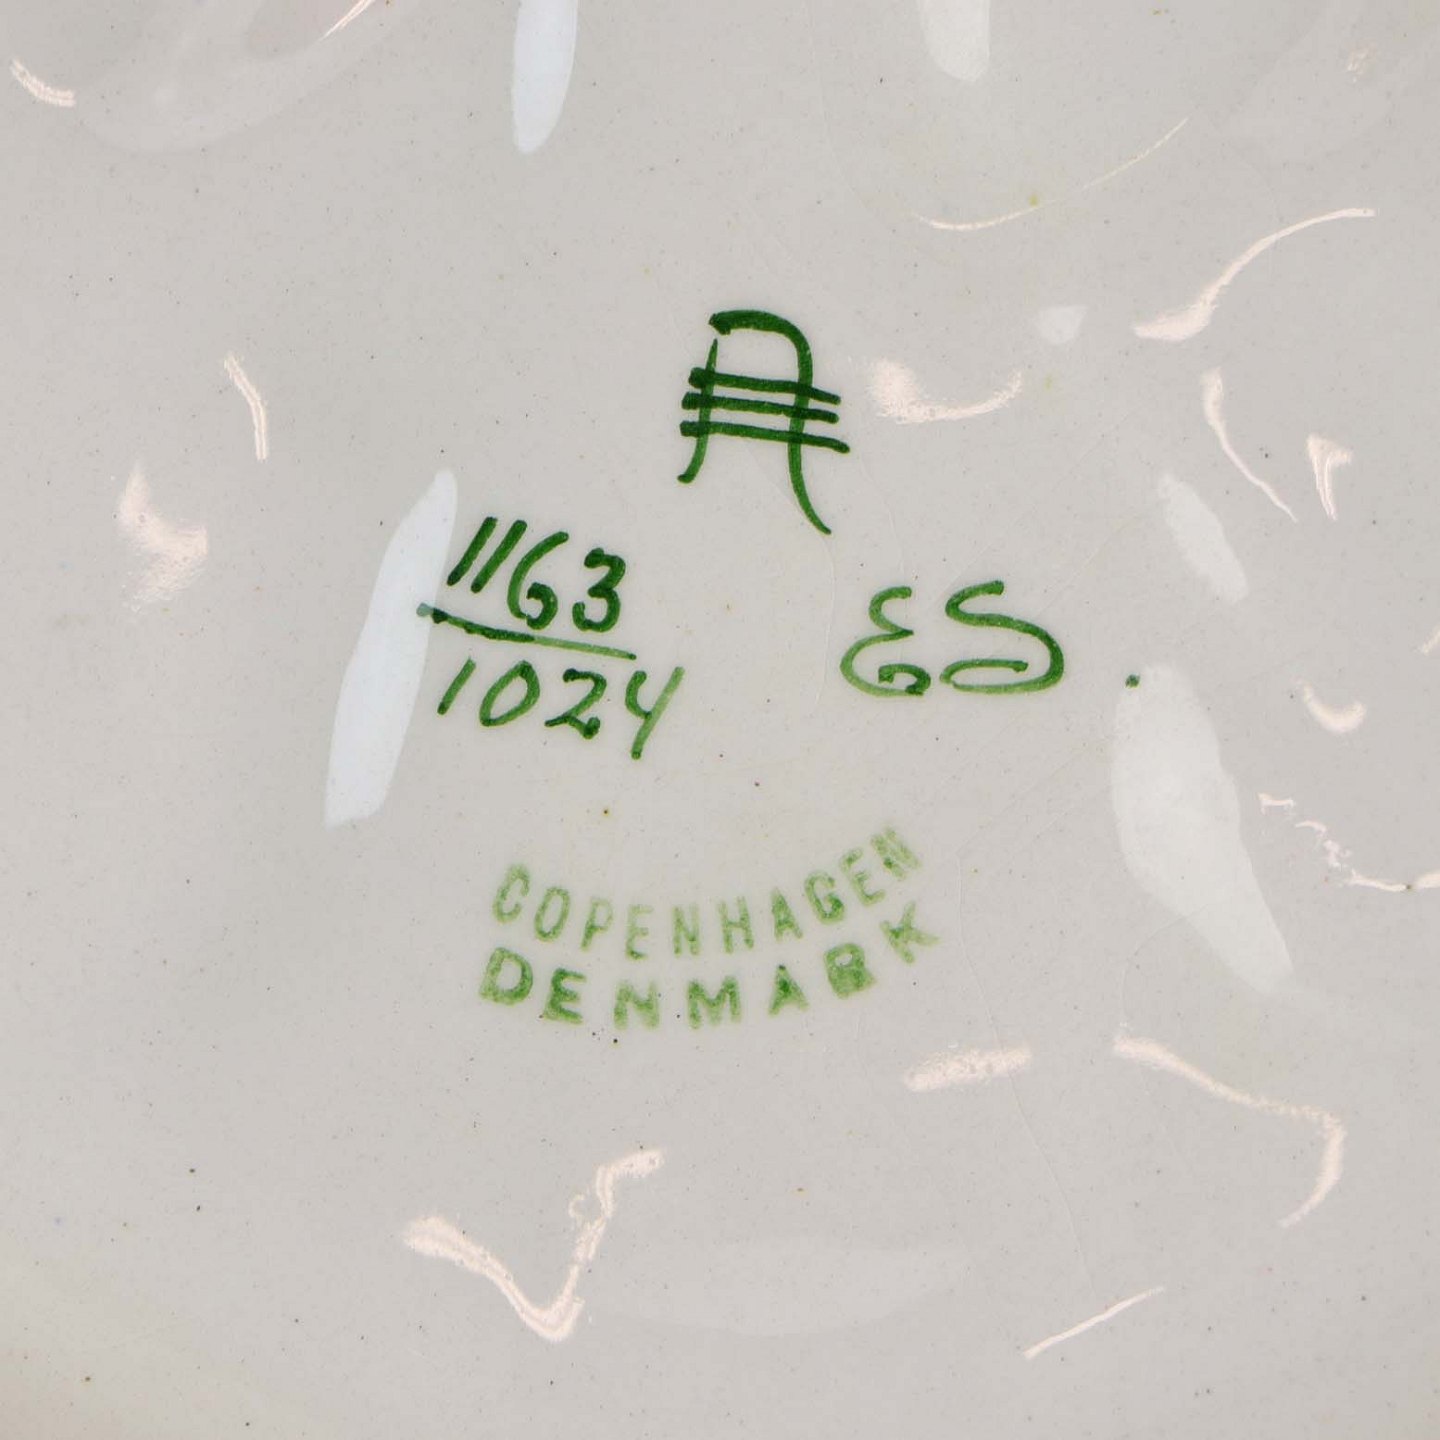 A
1163
1024
ES.
COPENHAGEN
DENMARK